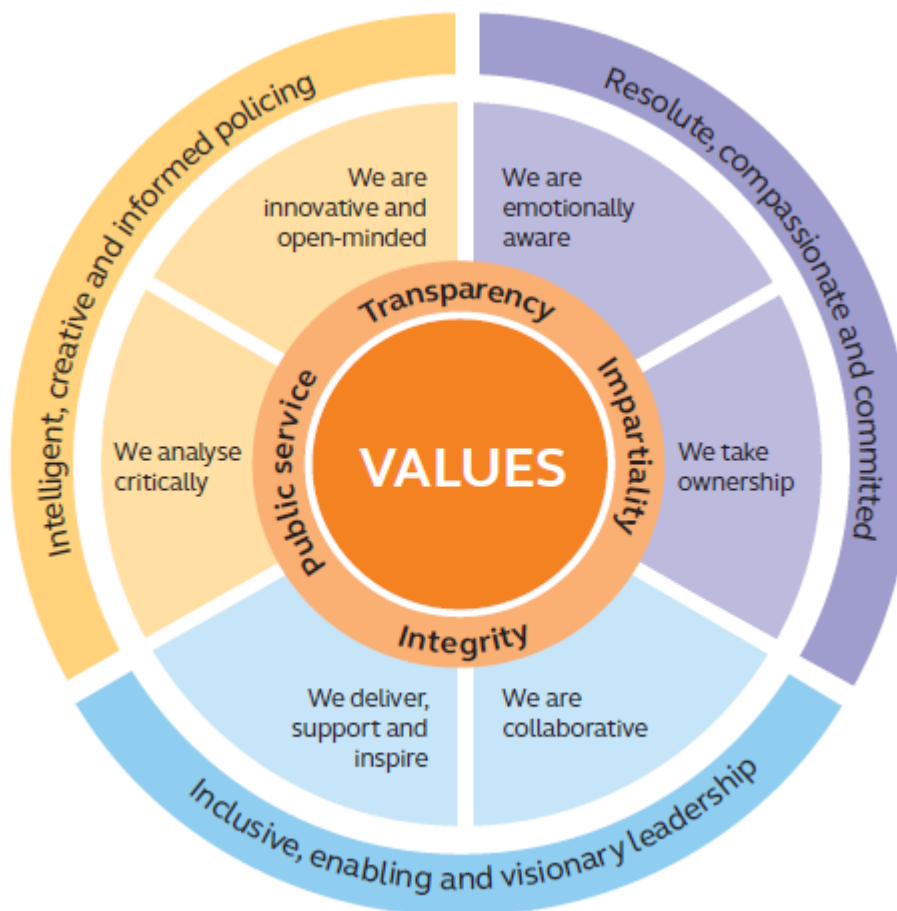 Intelligent, creative and informed policing
Resolute, compassionate and committed
We are
innovative and
open-minded
We are
emotionally
aware
Transparency
Public service
VALUES
Impartiality
We analyse
critically
We take
ownership
Integrity
We deliver,
support and
inspire
We are
collaborative
Inclusive, enabling and visionary leadership